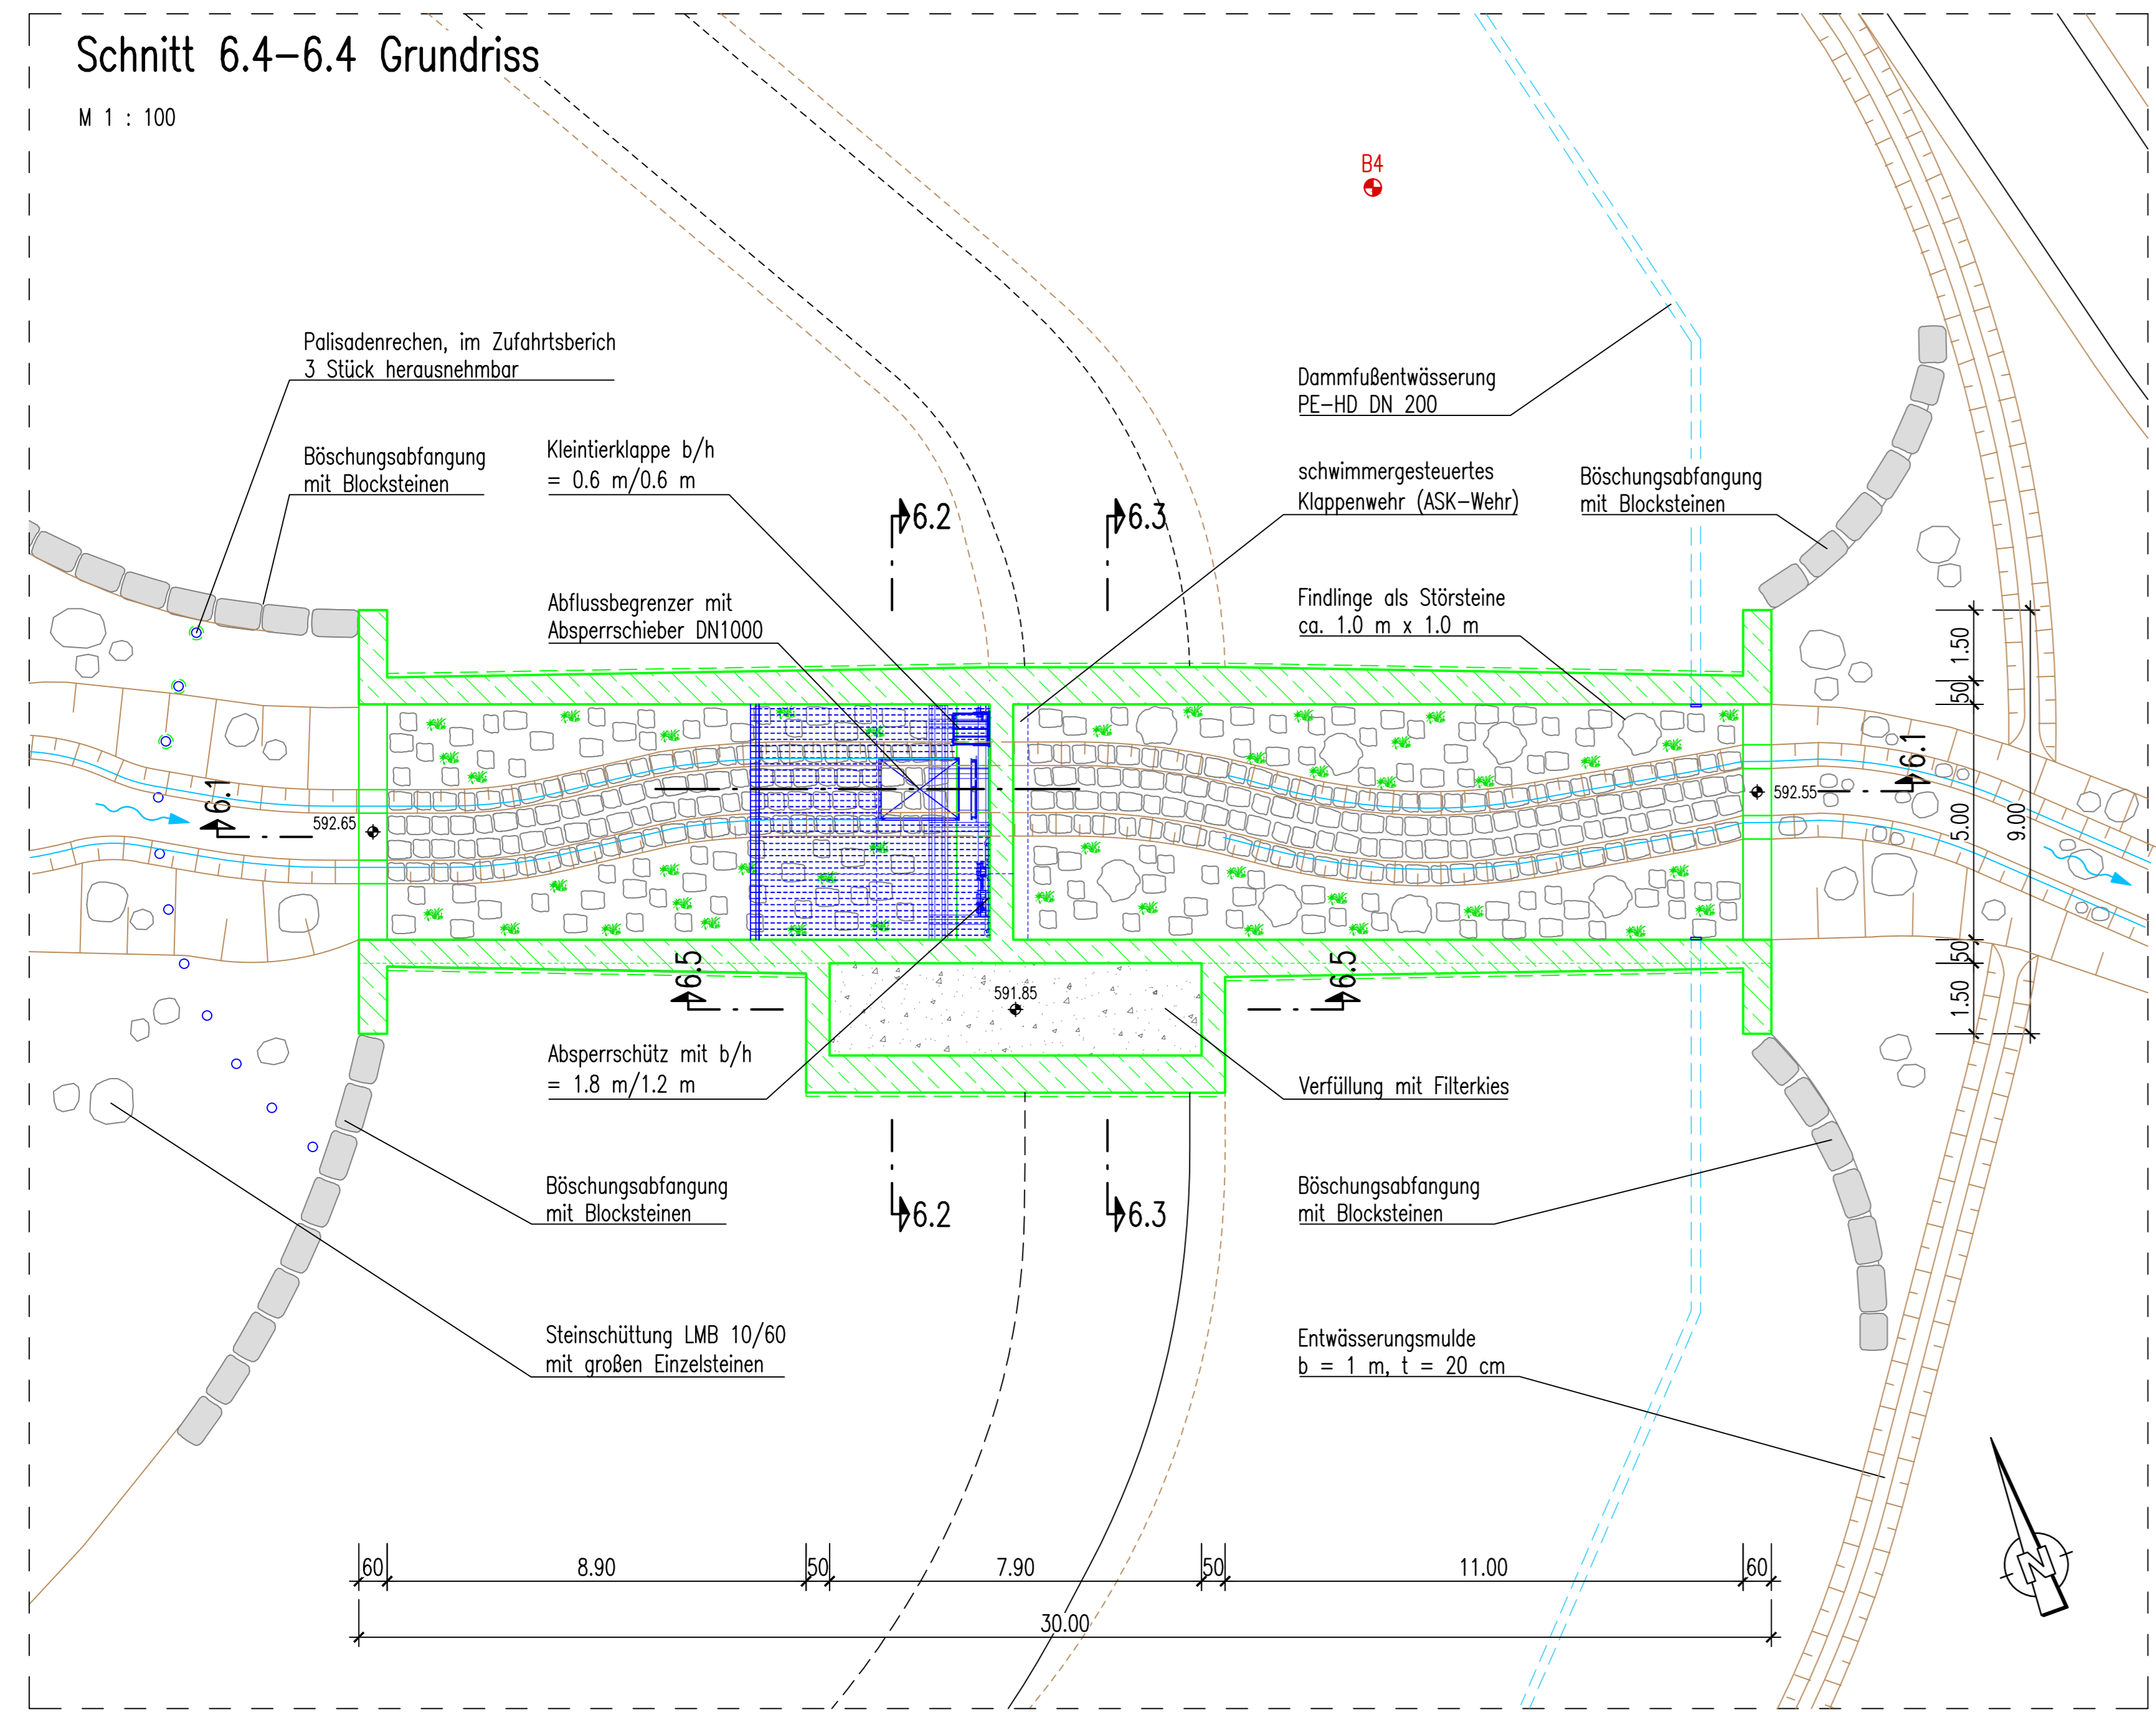 Schnitt 6.4-6.4 Grundriss
M 1 : 100
B4
Palisadenrechen, im Zufahrtsberich
3 Stück herausnehmbar
Dammfußentwässerung
PE-HD DN 200
Böschungsabfangung
mit Blocksteinen
Kleintierklappe b/h
= 0.6 m/0.6 m
schwimmergesteuertes
Klappenwehr (ASK-Wehr)
Böschungsabfangung
mit Blocksteinen
6.2
6.3
Abflussbegrenzer mit
Absperrschieber DN1000
Findlinge als Störsteine
ca. 1.0 m x 1.0 m
1.50
50
5.00
50
1.50
9.00
6.1
592.65
592.55
6.1
6.5
591.85
6.5
Absperrschütz mit b/h
= 1.8 m/1.2 m
Verfüllung mit Filterkies
Böschungsabfangung
mit Blocksteinen
6.2
6.3
Böschungsabfangung
mit Blocksteinen
Steinschüttung LMB 10/60
mit großen Einzelsteinen
Entwässerungsmulde
b = 1 m, t = 20 cm
60
8.90
50
7.90
50
11.00
60
30.00
N